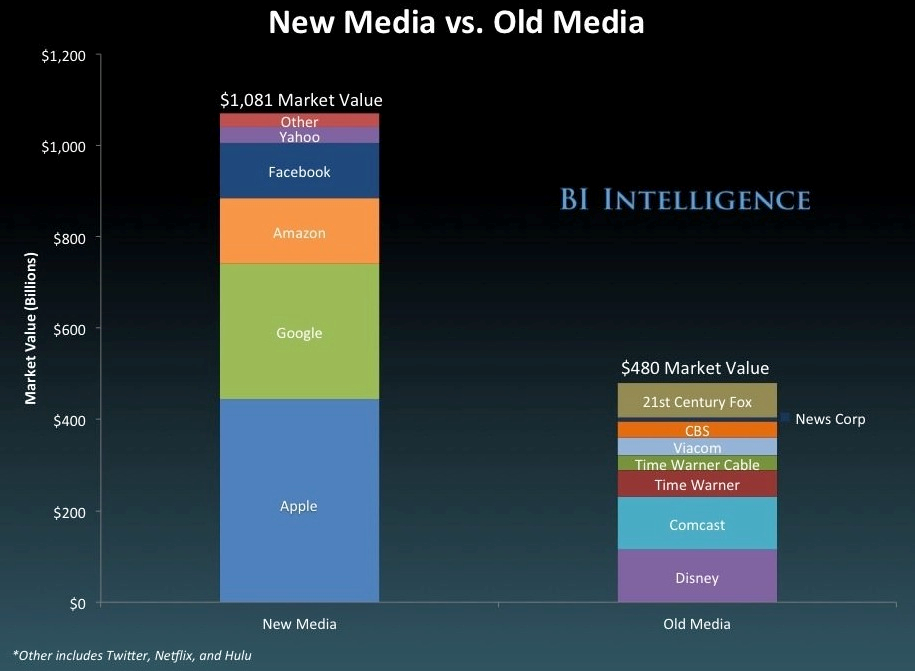 New Media vs. Old Media
$1,200
$1,000
$800
$600
$400
$200
$0
Market Value (Billions)
$1,081 Market Value
Other
Yahoo
Facebook
Amazon
Google
Apple
BI INTELLIGENCE
$480 Market Value
21st Century Fox
News Corp
CBS
Viacom
Time Warner Cable
Time Warner
Comcast
Disney
New Media
Old Media
*Other includes Twitter, Netflix, and Hulu